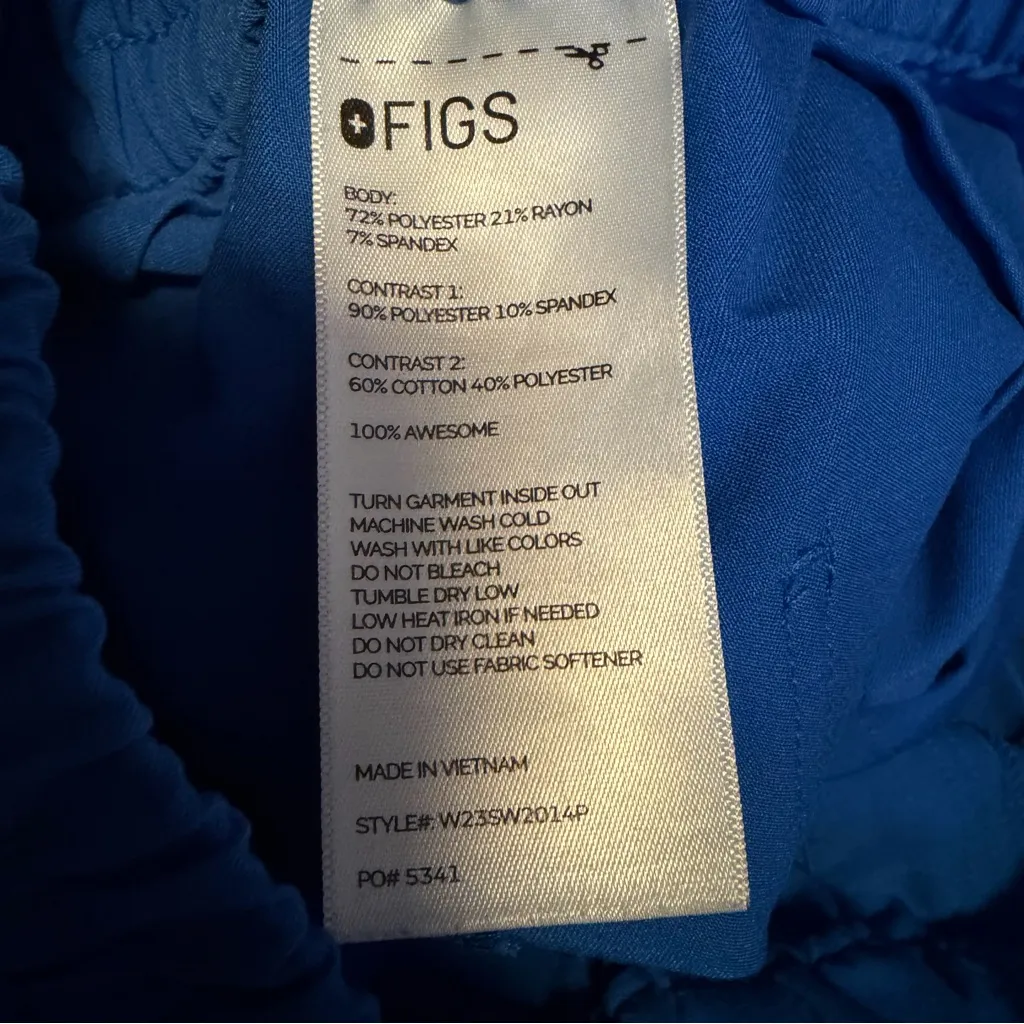 FIGS
BODY:
72% POLYESTER 21% RAYON
7% SPANDEX
CONTRAST 1:
90% POLYESTER 10% SPANDEX
CONTRAST 2:
60% COTTON 40% POLYESTER
100% AWESOME
TURN GARMENT INSIDE OUT
MACHINE WASH COLD
WASH WITH LIKE COLORS
DO NOT BLEACH
TUMBLE DRY LOW
LOW HEAT IRON IF NEEDED
DO NOT DRY CLEAN
DO NOT USE FABRIC SOFTENER
MADE IN VIETNAM
STYLE#: W23SW2014P
PO# 5341